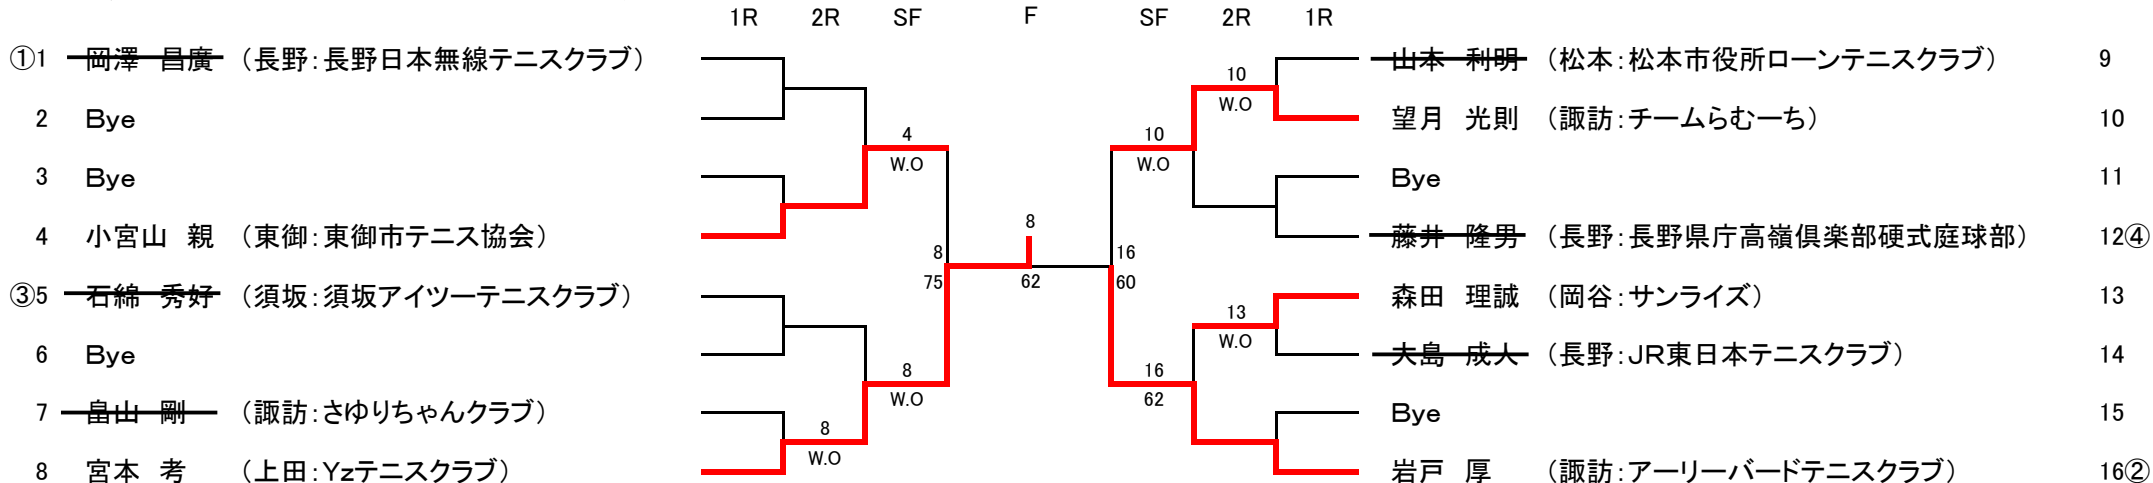 1R 2R SF F SF 2R 1R
①1 岡澤 昌廣 （長野：長野日本無線テニスクラブ）
2 Bye
3 Bye
4 小宮山 親 （東御：東御市テニス協会）
③5 石綿 秀好 （須坂：須坂アイツーテニスクラブ）
6 Bye
7 畠山 剛 （諏訪：さゆりちゃんクラブ）
8 宮本 考 （上田：Yzテニスクラブ）
4
W.O
8
75
8
W.O
8
W.O
8
62
10
W.O
10
W.O
16
60
13
W.O
16
62
山本 利明 （松本：松本市役所ローンテニスクラブ） 9
望月 光則 （諏訪：チームらむーち） 10
Bye 11
藤井 隆男 （長野：長野県庁高嶺倶楽部硬式庭球部） 12④
森田 理誠 （岡谷：サンライズ） 13
大島 成人 （長野：JR東日本テニスクラブ） 14
Bye 15
岩戸 厚 （諏訪：アーリーバードテニスクラブ） 16②